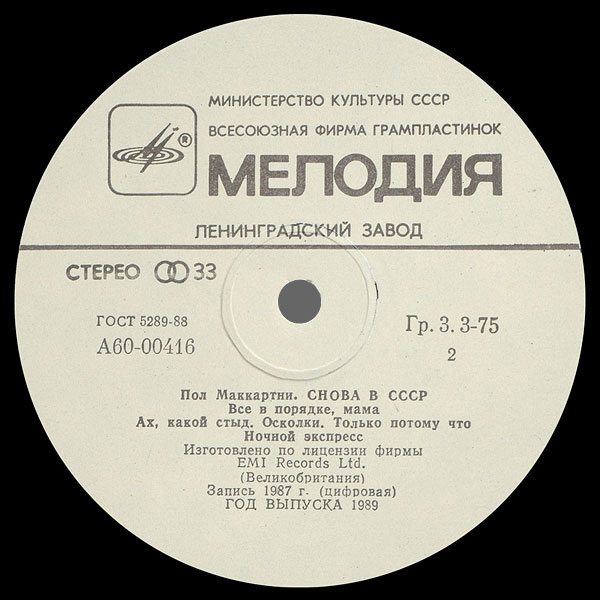 МИНИСТЕРСТВО КУЛЬТУРЫ СССР
ВСЕСОЮЗНАЯ ФИРМА ГРАМПЛАСТИНОК
®
МЕЛОДИЯ
ЛЕНИНГРАДСКИЙ ЗАВОД
СТЕРЕО 33
ГОСТ 5289-88
А60-00416
Гр. 3. 3-75
2
Пол Маккартни. СНОВА В СССР
Все в порядке, мама
Ах, какой стыд. Осколки. Только потому что
Ночной экспресс
Изготовлено по лицензии фирмы
EMI Records Ltd.
(Великобритания)
Запись 1987 г. (цифровая)
ГОД ВЫПУСКА 1989